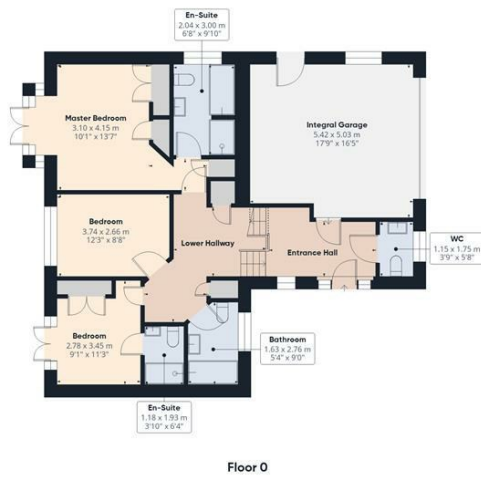 En-Suite
2.04 x 3.00 m
6'8" x 9'10"
Master Bedroom
3.10 x 4.15 m
10'1" x 13'7"
Integral Garage
5.42 x 5.03 m
17'9" x 16'5"
Bedroom
3.74 x 2.66 m
12'3" x 8'8"
Lower Hallway
Entrance Hall
WC
1.15 x 1.75 m
3'9" x 5'8"
Bedroom
2.78 x 3.45 m
9'1" x 11'3"
Bathroom
1.63 x 2.76 m
5'4" x 9'0"
En-Suite
1.18 x 1.93 m
3'10" x 6'4"
Floor 0